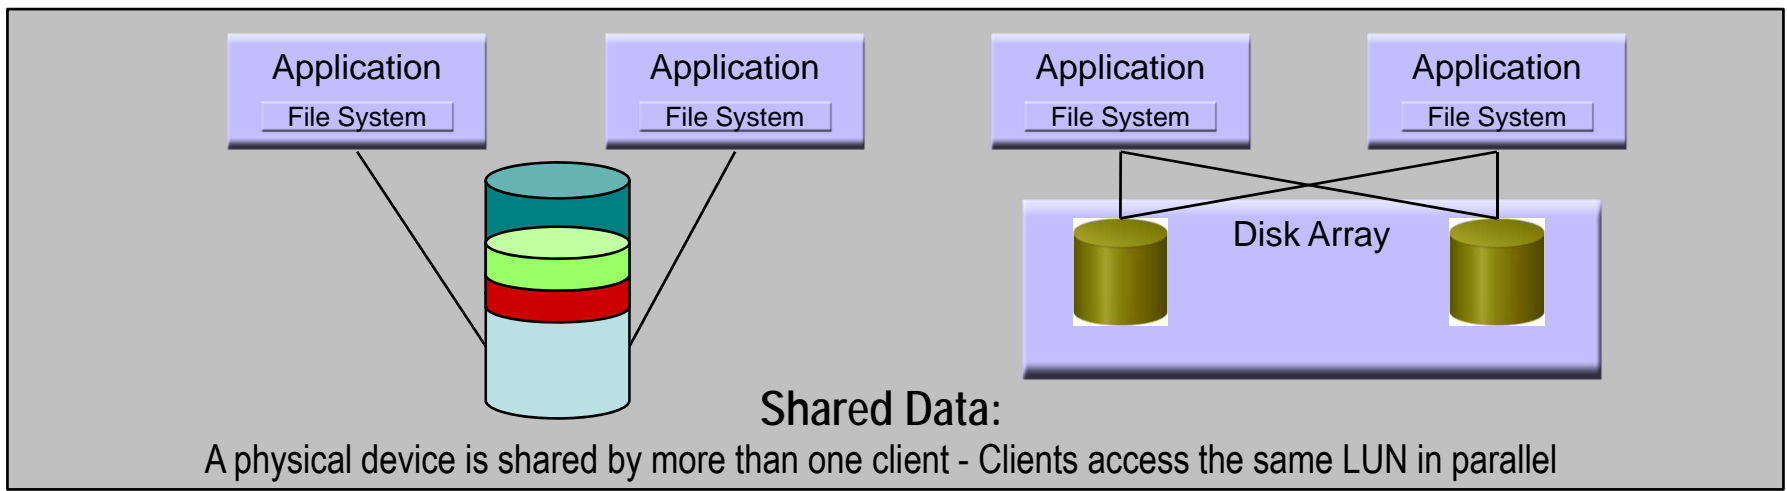 Application
File System
Application
File System
Application
File System
Application
File System
Disk Array
Shared Data:
A physical device is shared by more than one client - Clients access the same LUN in parallel